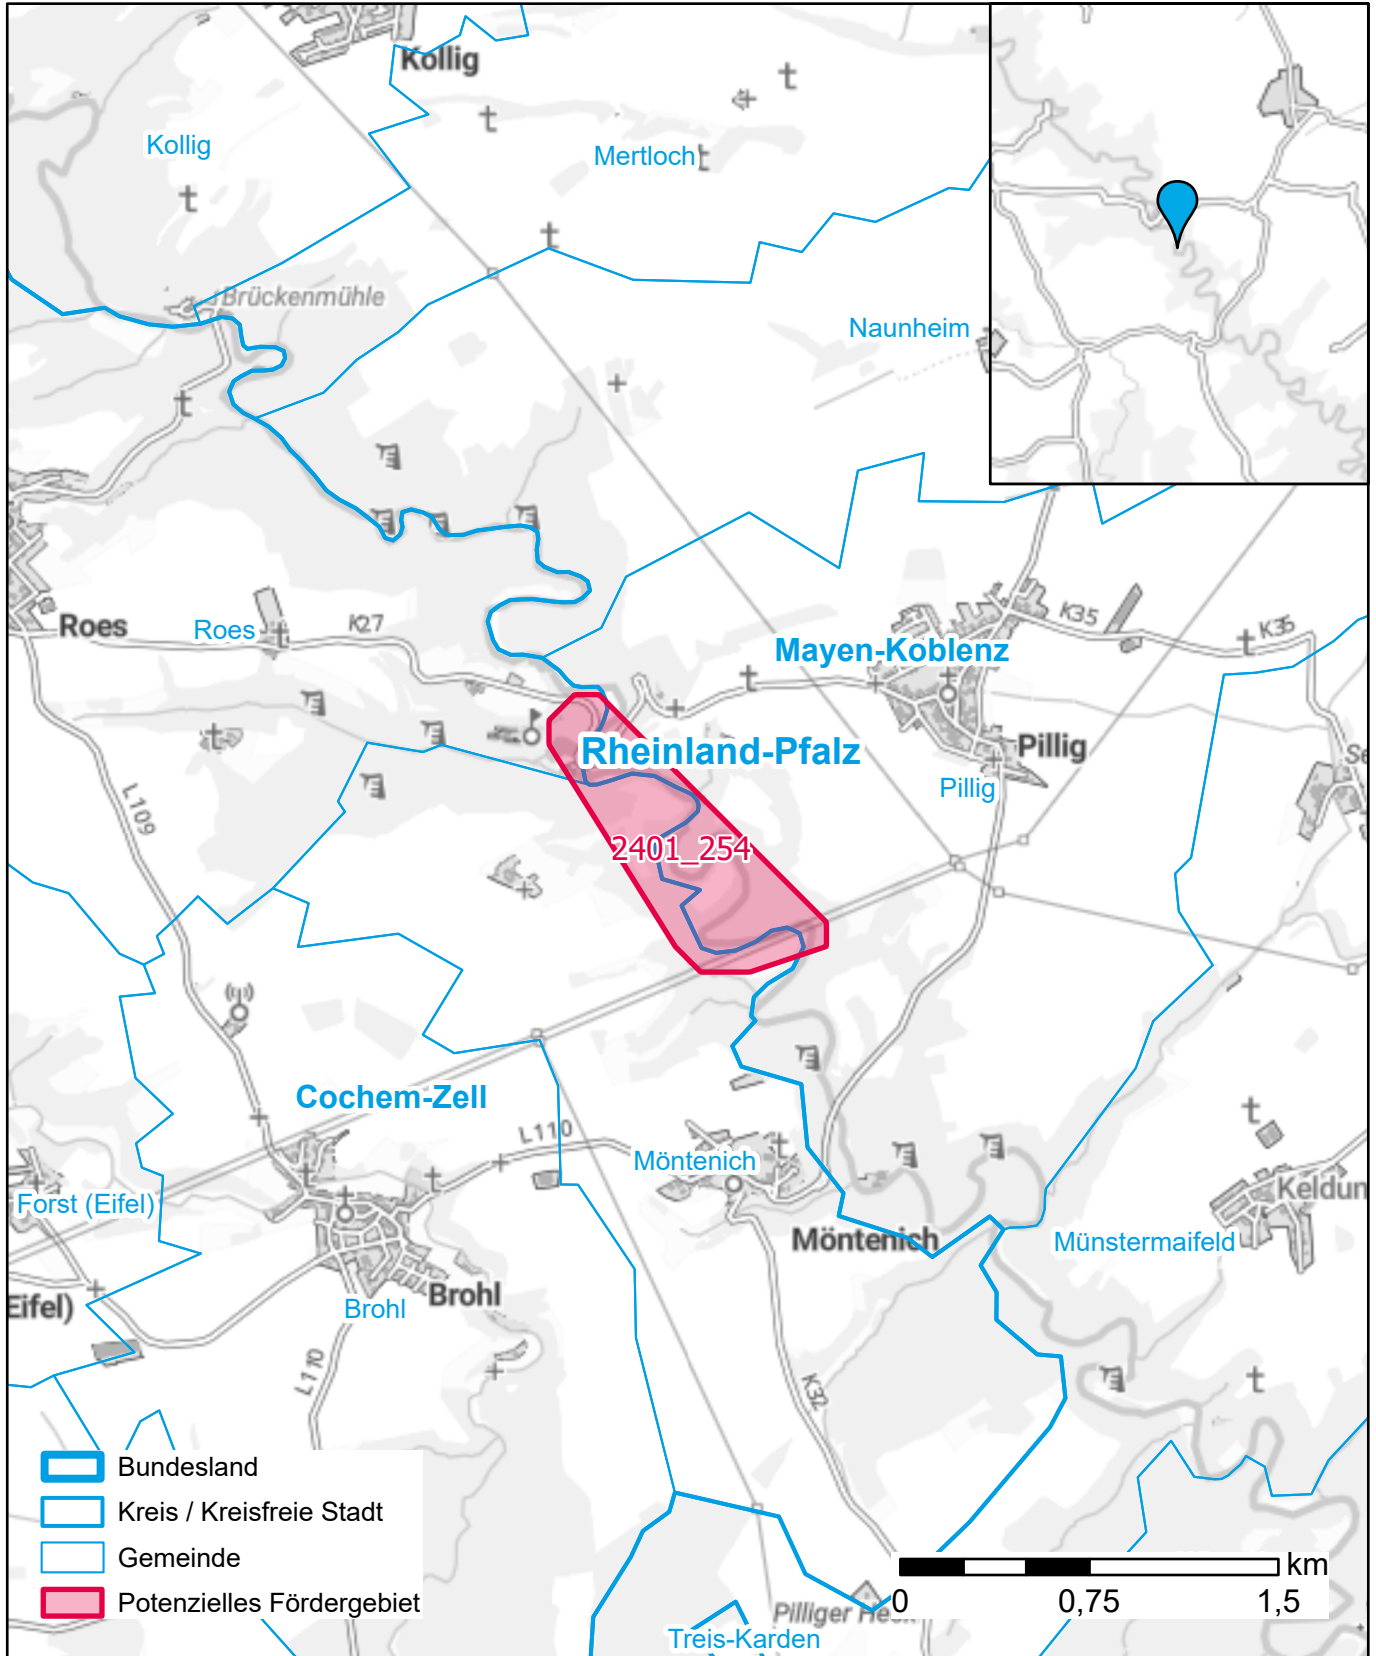 Kollig
Kollig
Mertloch
Brückenmühle
Naunheim
Roes
Roes
K27
K35
K35
Mayen-Koblenz
Rheinland-Pfalz
Pillig
Pillig
L109
2401_254
Cochem-Zell
L110
Möntenich
Forst (Eifel)
Möntenich
Münstermaifeld
Eifel)
Brohl
Brohl
L110
K32
Bundesland
Kreis / Kreisfreie Stadt
Gemeinde
Potenzielles Fördergebiet
km
0 0,75 1,5
Pilliger
Treis-Karden